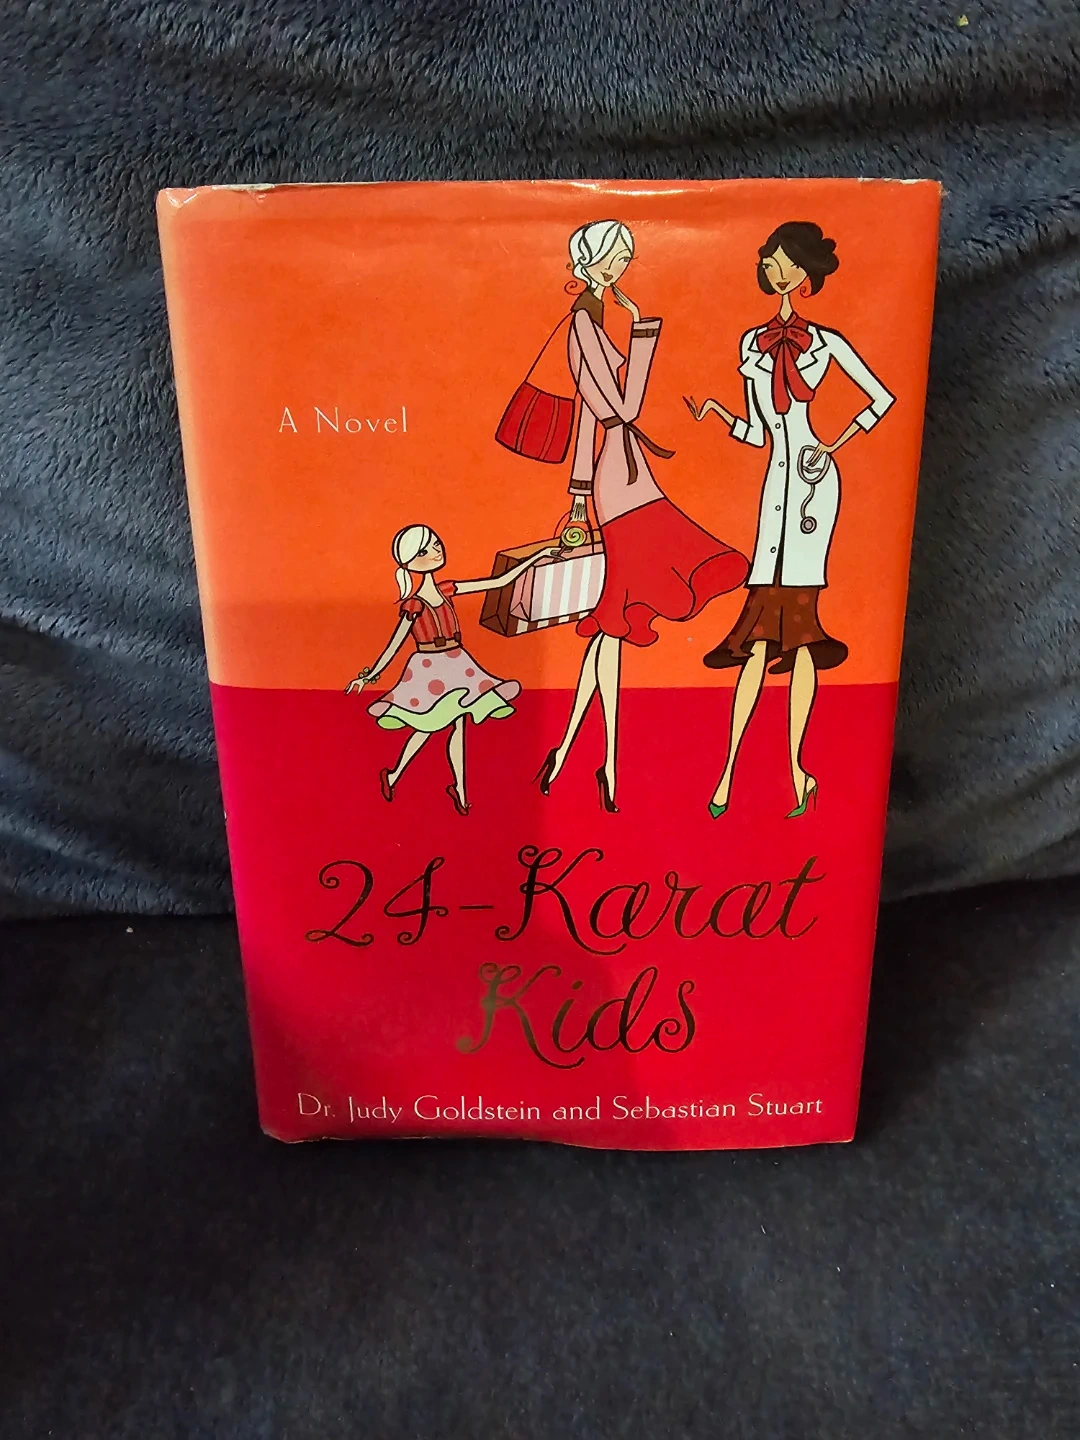 A Novel
24-Karat
Kids
Dr. Judy Goldstein and Sebastian Stuart